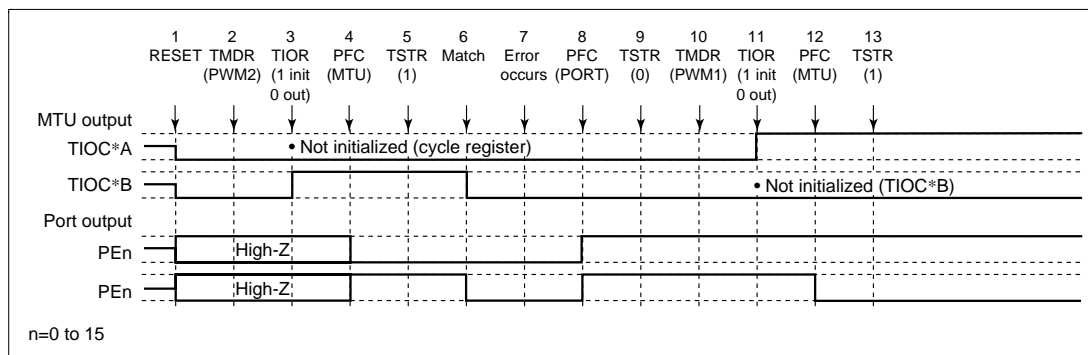 1 2 3 4 5 6 7 8 9 10 11 12 13
RESET TMDR TIOR PFC TSTR Match Error PFC TSTR TMDR TIOR PFC TSTR
(PWM2) (1 init (MTU) (1) occurs (PORT) (0) (PWM1) (1 init (MTU) (1)
0 out) 0 out)
MTU output
TIOC*A • Not initialized (cycle register)
TIOC*B • Not initialized (TIOC*B)
Port output
PEn High-Z
PEn High-Z
n=0 to 15